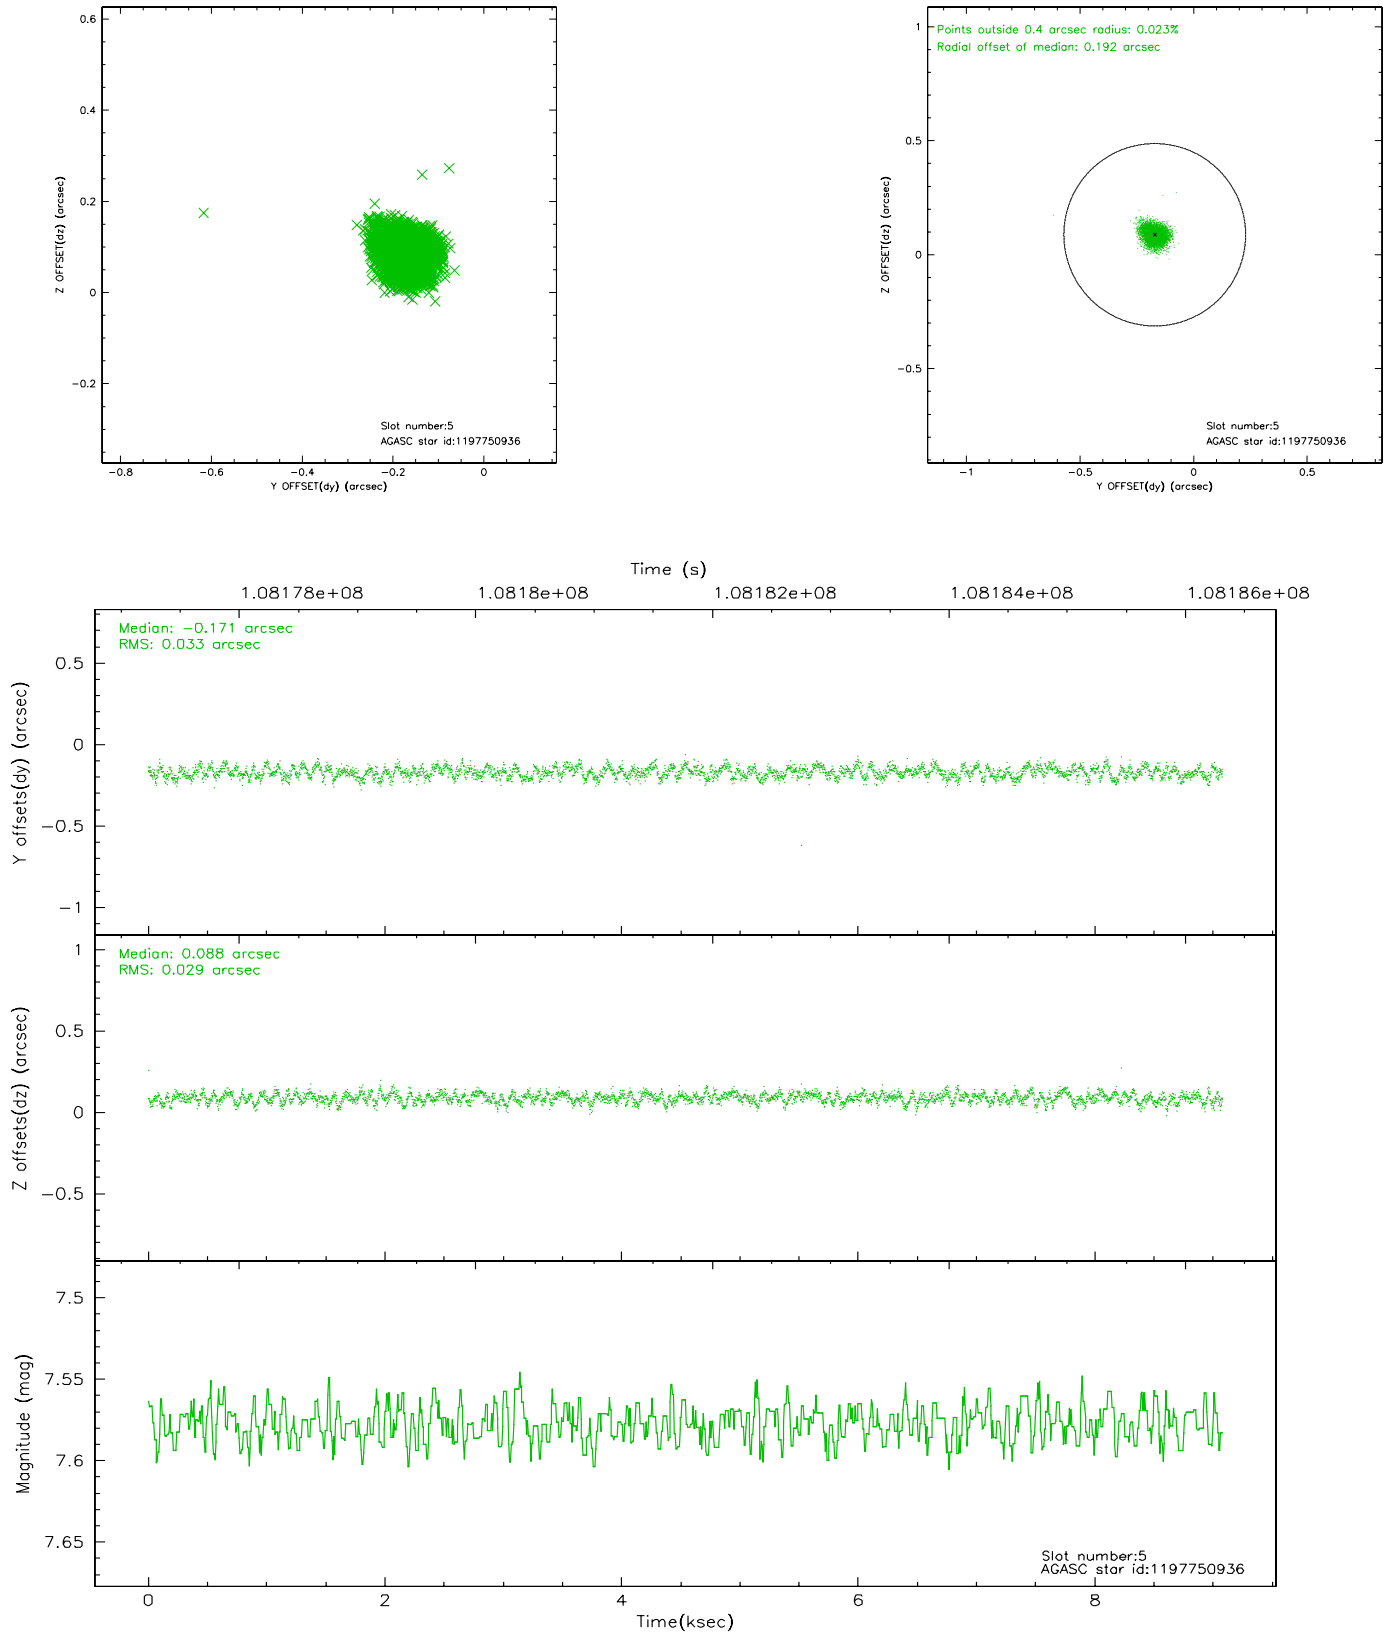 0.6
0.4
0.2
0
−0.2
Z OFFSET(dz) (arcsec)
Slot number:5
AGASC star id:1197750936
−0.8 −0.6 −0.4 −0.2 0
Y OFFSET(dy) (arcsec)
Points outside 0.4 arcsec radius: 0.023%
Radial offset of median: 0.192 arcsec
1
0.5
0
−0.5
Z OFFSET(dz) (arcsec)
Slot number:5
AGASC star id:1197750936
−1 −0.5 0 0.5
Y OFFSET(dy) (arcsec)
Time (s)
1.08178e+08 1.0818e+08 1.08182e+08 1.08184e+08 1.08186e+08
Median: −0.171 arcsec
RMS: 0.033 arcsec
0.5
0
−0.5
−1
Y offsets(dy) (arcsec)
Median: 0.088 arcsec
RMS: 0.029 arcsec
1
0.5
0
−0.5
Z offsets(dz) (arcsec)
7.5
7.55
7.6
7.65
Magnitude (mag)
Slot number:5
AGASC star id:1197750936
0 2 4 6 8
Time(ksec)